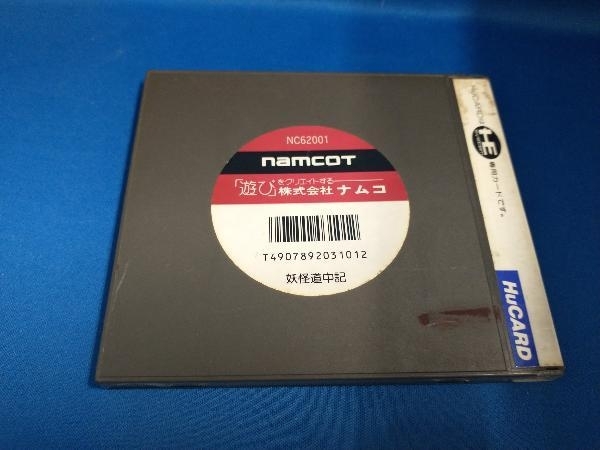 NC62001
namcot
「遊び」をクリエイトする
株式会社 ナムコ
T4907892031012
妖怪道中記
PE
専用カードです。
HuCARD